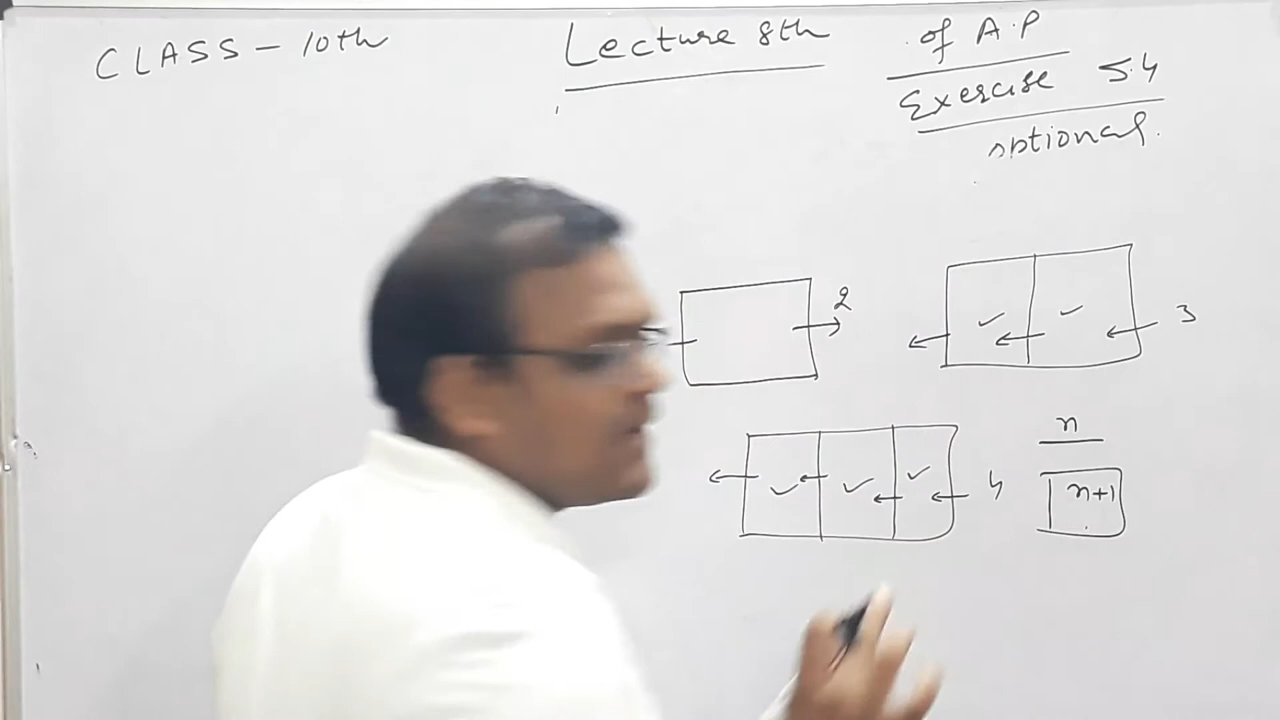 CLASS - 10th
Lecture 8th of A.P
Exercise 5.4
optional.
2
3
4
n
n+1